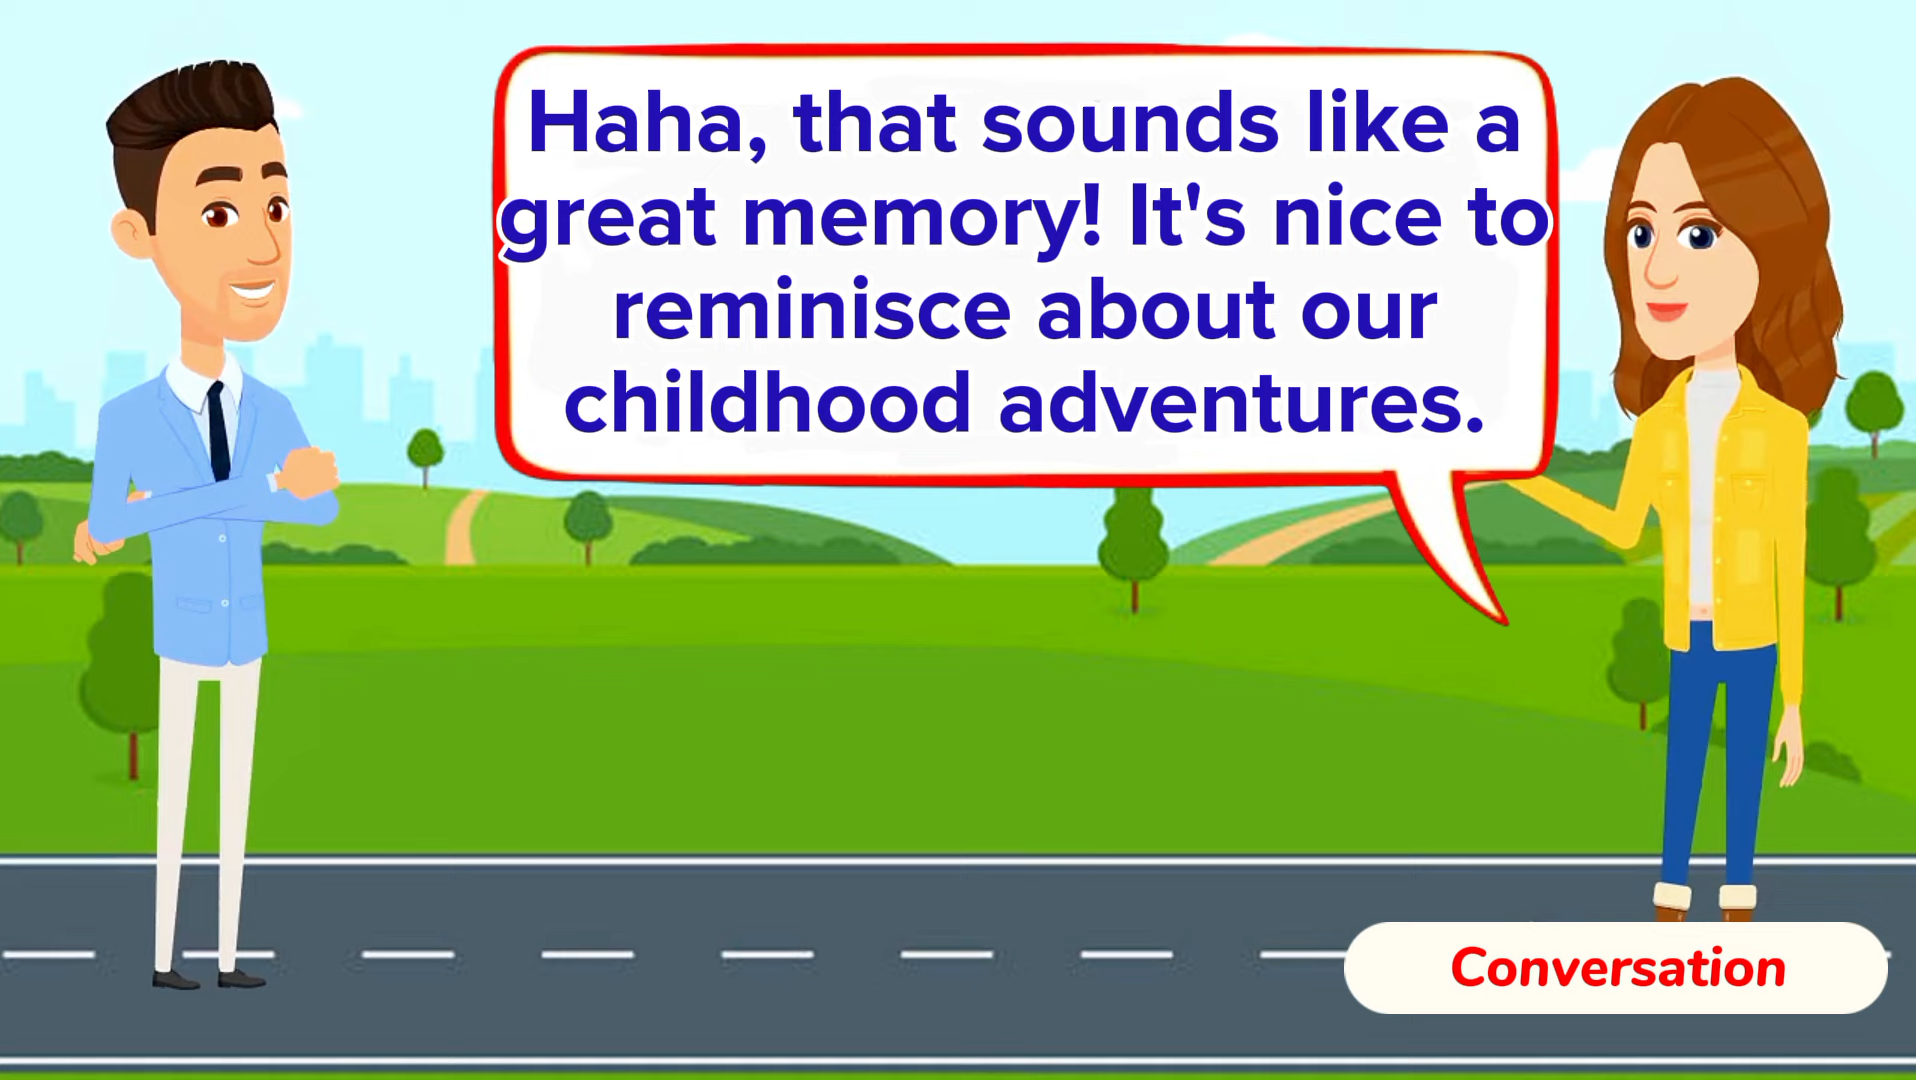 Haha, that sounds like a
great memory! It's nice to
reminisce about our
childhood adventures.
Conversation